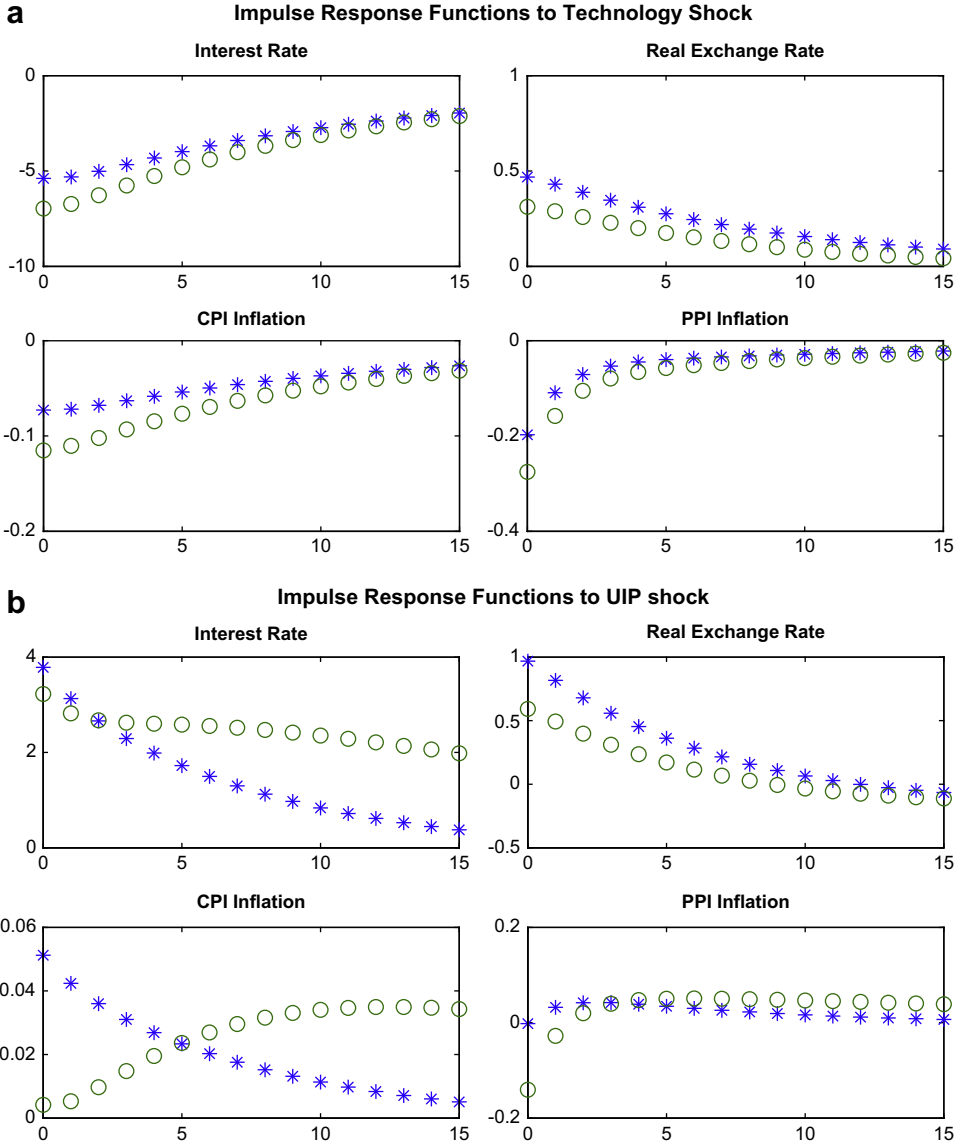 a
Impulse Response Functions to Technology Shock
Interest Rate
Real Exchange Rate
0
-5
-10
0 5 10 15
1
0.5
0
0 5 10 15
CPI Inflation
PPI Inflation
0
-0.1
-0.2
0 5 10 15
0
-0.2
-0.4
0 5 10 15
b
Impulse Response Functions to UIP shock
Interest Rate
Real Exchange Rate
4
2
0
0 5 10 15
1
0.5
0
-0.5
0 5 10 15
CPI Inflation
PPI Inflation
0.06
0.04
0.02
0
0 5 10 15
0.2
0
-0.2
0 5 10 15